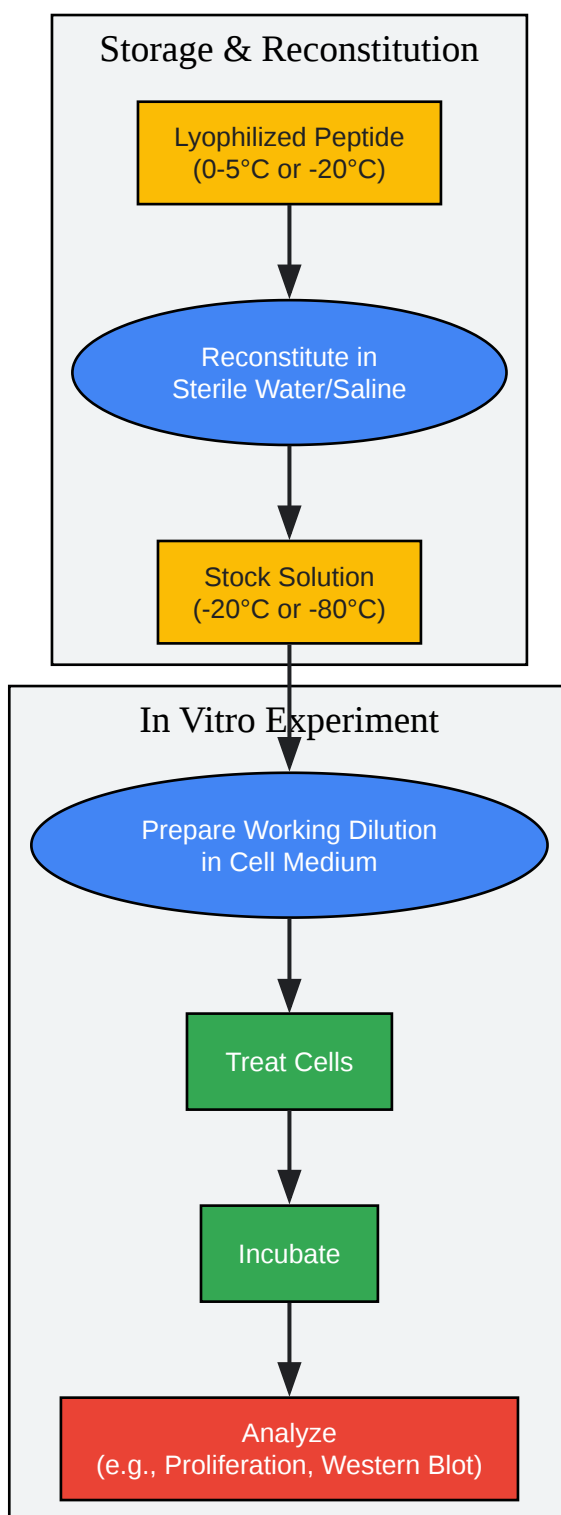 Storage & Reconstitution
Lyophilized Peptide
(0-5°C or -20°C)
Reconstitute in
Sterile Water/Saline
Stock Solution
(-20°C or -80°C)
In Vitro Experiment
Prepare Working Dilution
in Cell Medium
Treat Cells
Incubate
Analyze
(e.g., Proliferation, Western Blot)